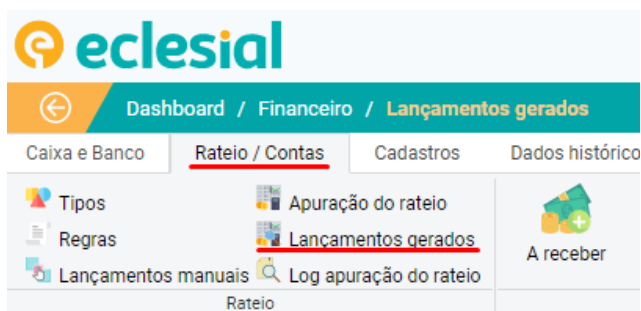 eclesial
Dashboard / Financeiro / Lançamentos gerados
Caixa e Banco Rateio / Contas Cadastros Dados histórico
Tipos Apuração do rateio
Regras Lançamentos gerados A receber
Lançamentos manuais Log apuração do rateio
Rateio